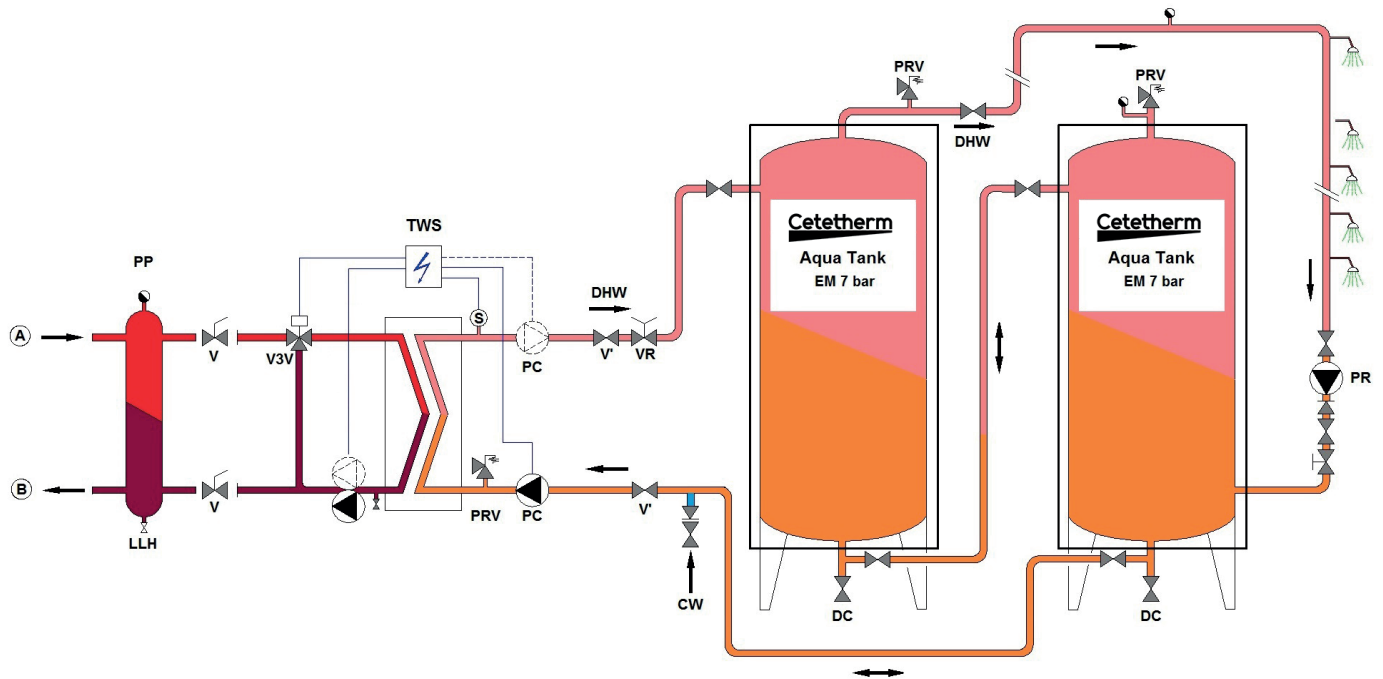 PRV
PRV
DHW
Cetetherm
Aqua Tank
EM 7 bar
Cetetherm
Aqua Tank
EM 7 bar
TWS
PP
DHW
A
S
V
V3V
PC
V'
VR
PR
B
V
LLH
PRV
PC
V'
CW
DC
DC